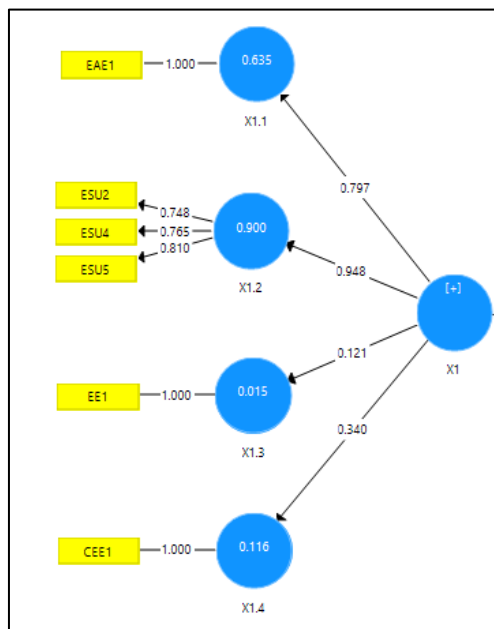 EAE1
1.000
0.635
X1.1
0.797
ESU2
ESU4
ESU5
0.748
0.765
0.810
0.900
X1.2
0.948
[+]
X1
0.121
EE1
1.000
0.015
X1.3
0.340
CEE1
1.000
0.116
X1.4